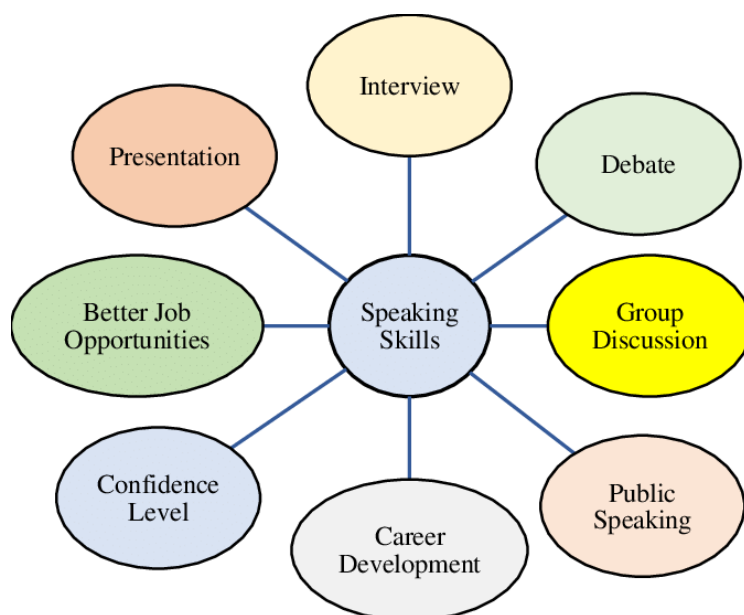 Interview
Presentation
Debate
Better Job
Opportunities
Speaking
Skills
Group
Discussion
Confidence
Level
Public
Speaking
Career
Development